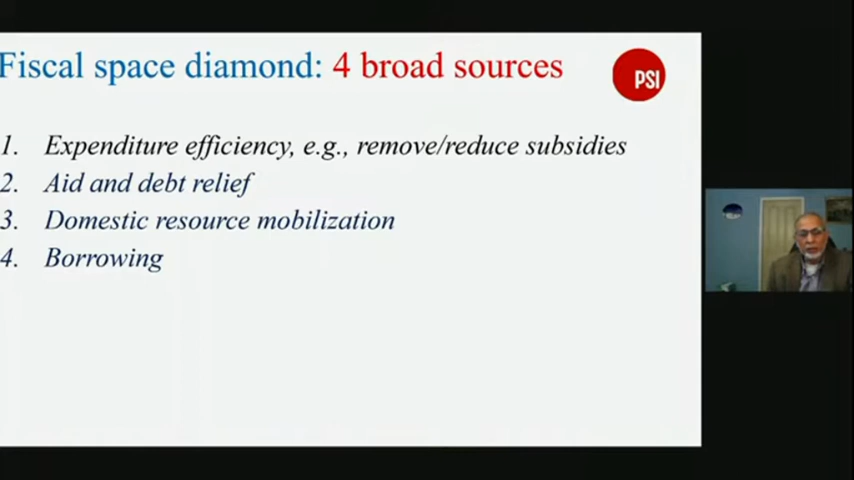 Fiscal space diamond: 4 broad sources
PSI
1. Expenditure efficiency, e.g., remove/reduce subsidies
2. Aid and debt relief
3. Domestic resource mobilization
4. Borrowing